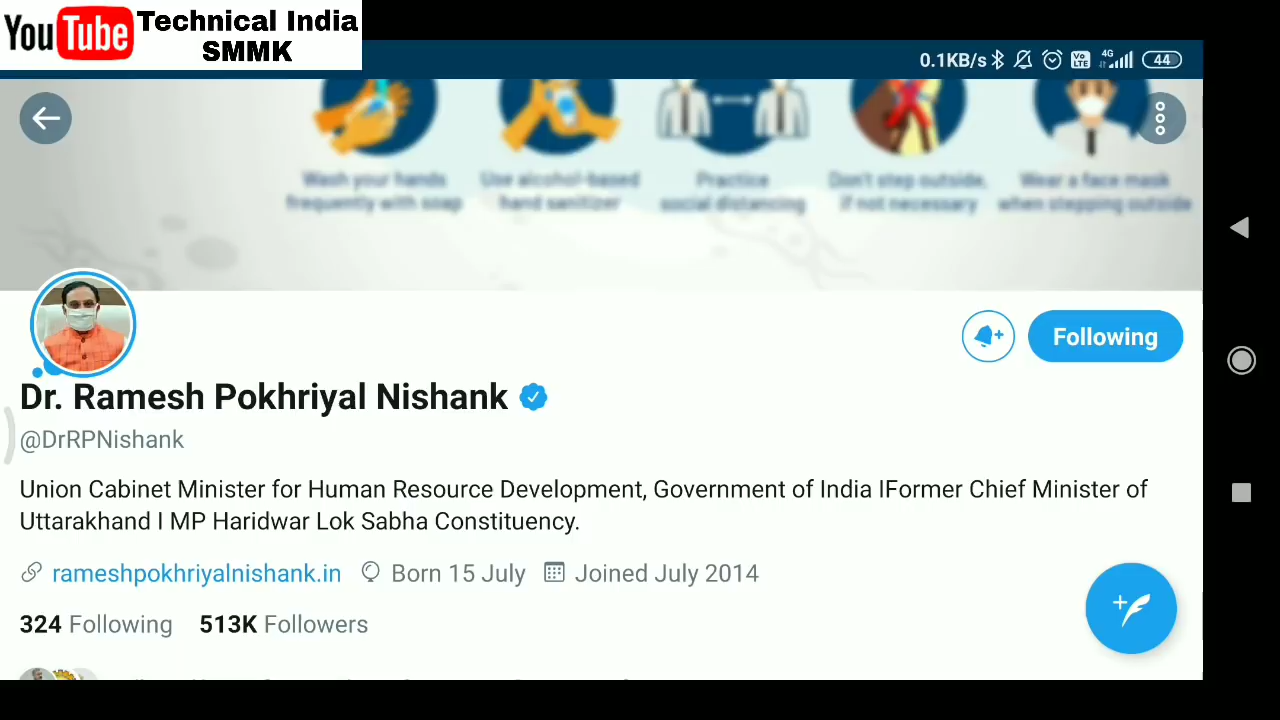 YouTube Technical India
SMMK
0.1KB/s 4G Vo LTE 44
Wash your hands
frequently with soap
Use alcohol-based
hand sanitizer
Practice
social distancing
Don't step outside,
if not necessary
Wear a face mask
when stepping outside
Following
Dr. Ramesh Pokhriyal Nishank
@DrRPNishank
Union Cabinet Minister for Human Resource Development, Government of India IFormer Chief Minister of
Uttarakhand I MP Haridwar Lok Sabha Constituency.
rameshpokhriyalnishank.in Born 15 July Joined July 2014
324 Following 513K Followers